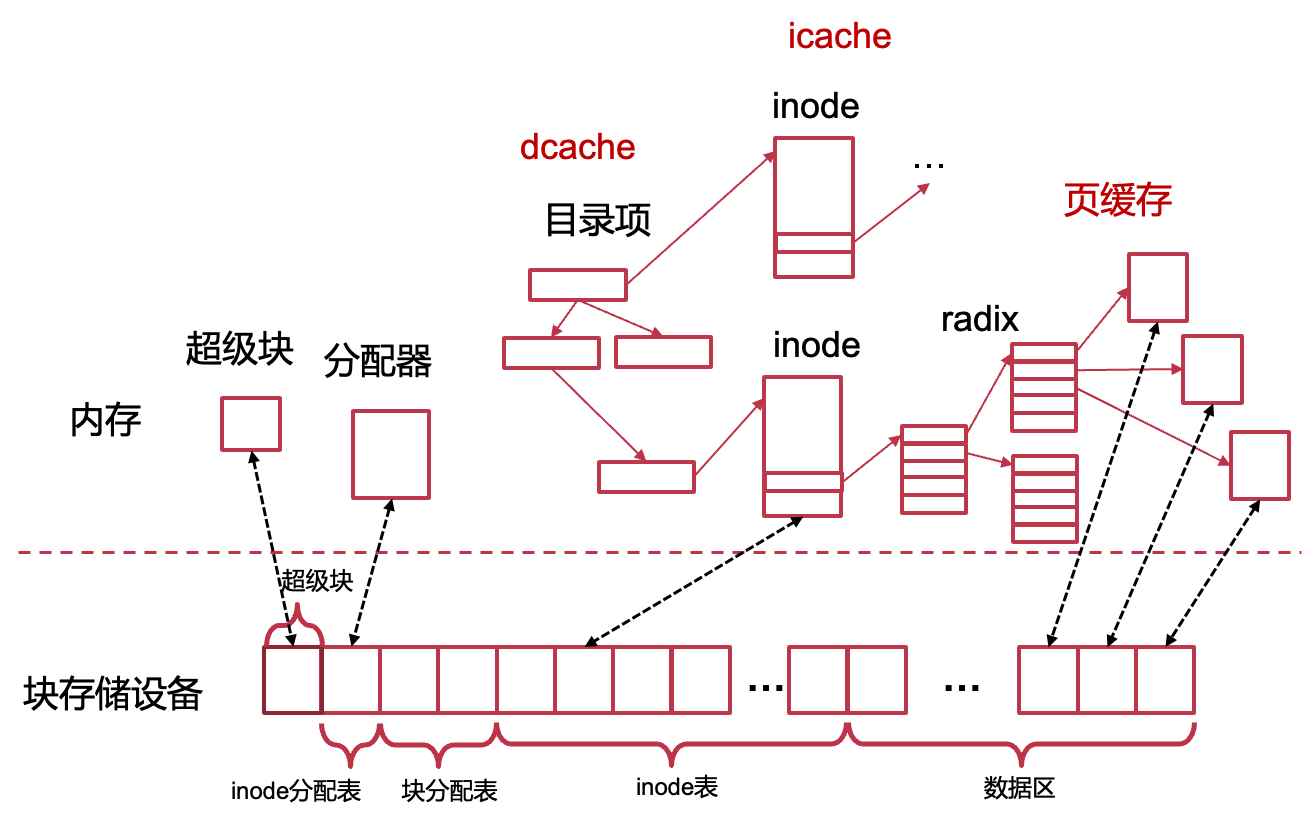 icache
inode
dcache
…
页缓存
目录项
radix
超级块
分配器
inode
内存
超级块
块存储设备
…
…
inode分配表
块分配表
inode表
数据区